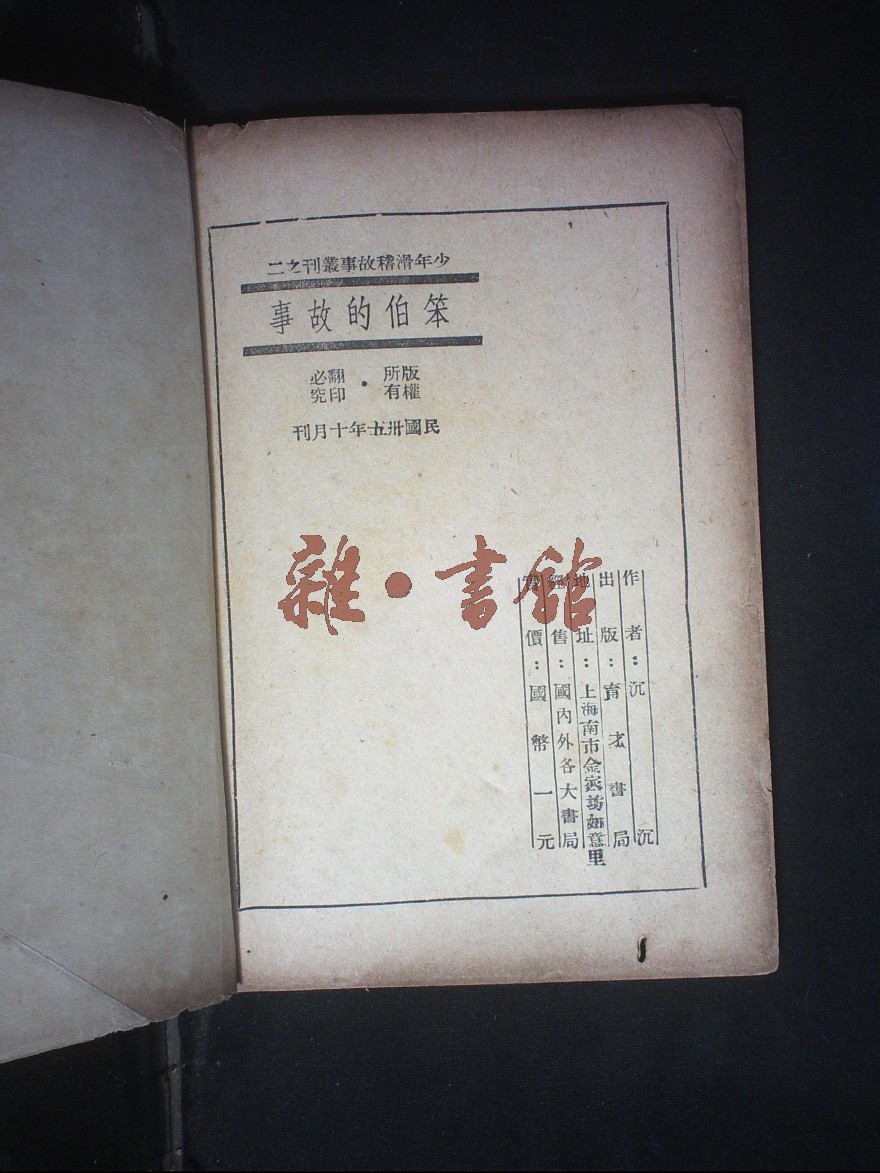 少年滑稽故事叢刊之二
笨伯的故事
版權所有・翻印必究
民國卅五年十月刊
作者：沉沉
出版：育才書局
地址：上海南市金家坊如意里
經售：國內外各大書局
實價：國幣一元
雜・書館